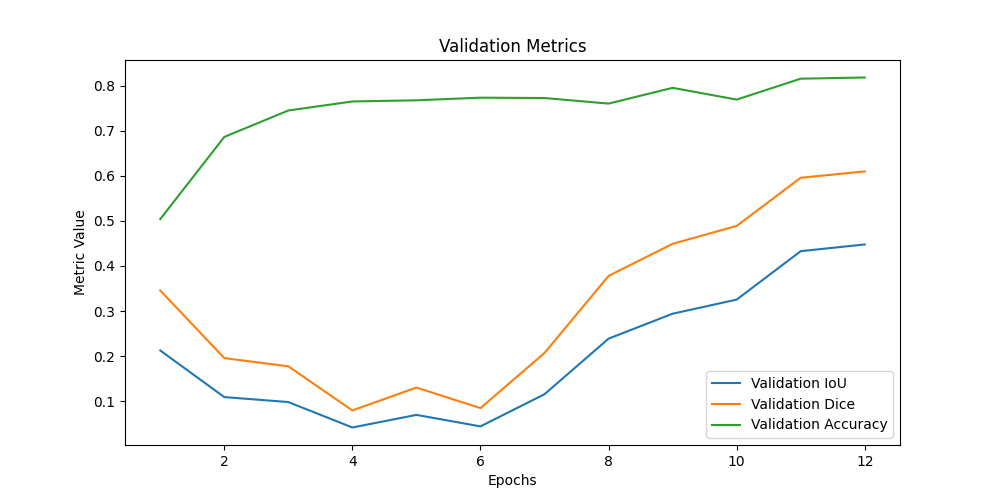 Validation Metrics
0.8
0.7
0.6
0.5
0.4
0.3
0.2
0.1
Metric Value
Validation IoU
Validation Dice
Validation Accuracy
2 4 6 8 10 12
Epochs